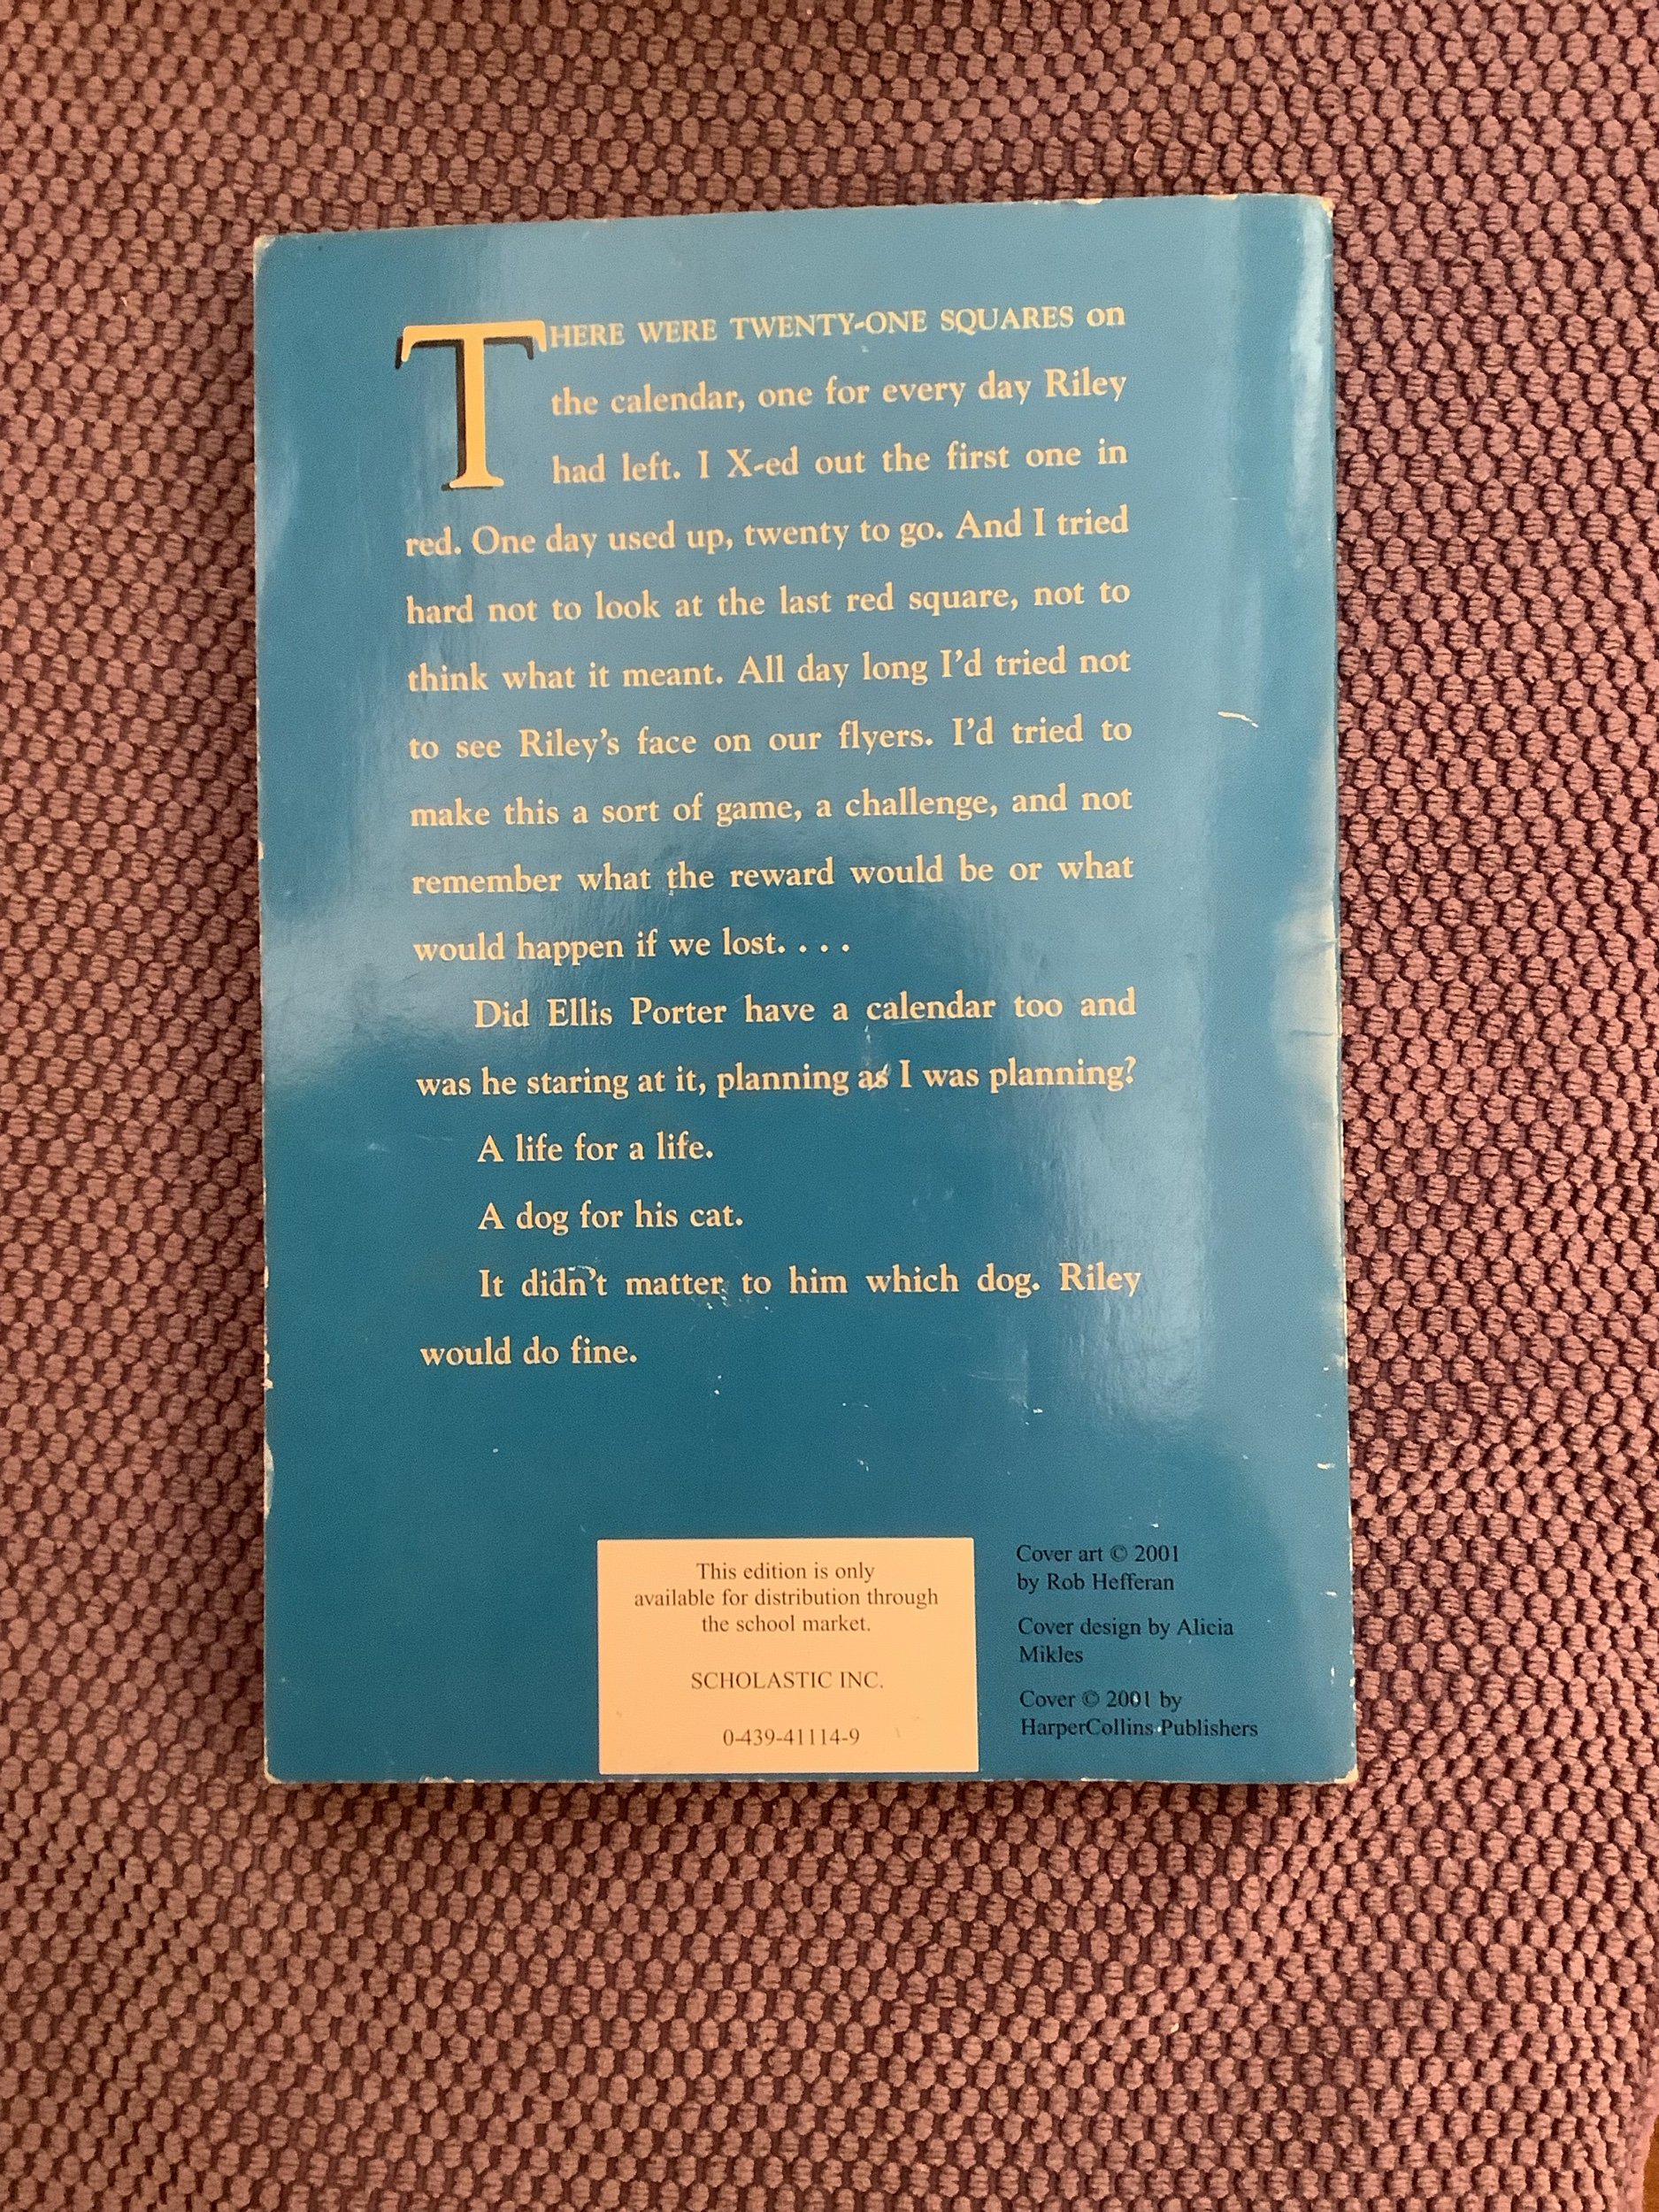 THERE WERE TWENTY-ONE SQUARES on
the calendar, one for every day Riley
had left. I X-ed out the first one in
red. One day used up, twenty to go. And I tried
hard not to look at the last red square, not to
think what it meant. All day long I'd tried not
to see Riley's face on our flyers. I'd tried to
make this a sort of game, a challenge, and not
remember what the reward would be or what
would happen if we lost. . . .
Did Ellis Porter have a calendar too and
was he staring at it, planning as I was planning?
A life for a life.
A dog for his cat.
It didn't matter to him which dog. Riley
would do fine.
This edition is only
available for distribution through
the school market.
SCHOLASTIC INC.
0-439-41114-9
Cover art © 2001
by Rob Hefferan
Cover design by Alicia
Mikles
Cover © 2001 by
HarperCollins Publishers